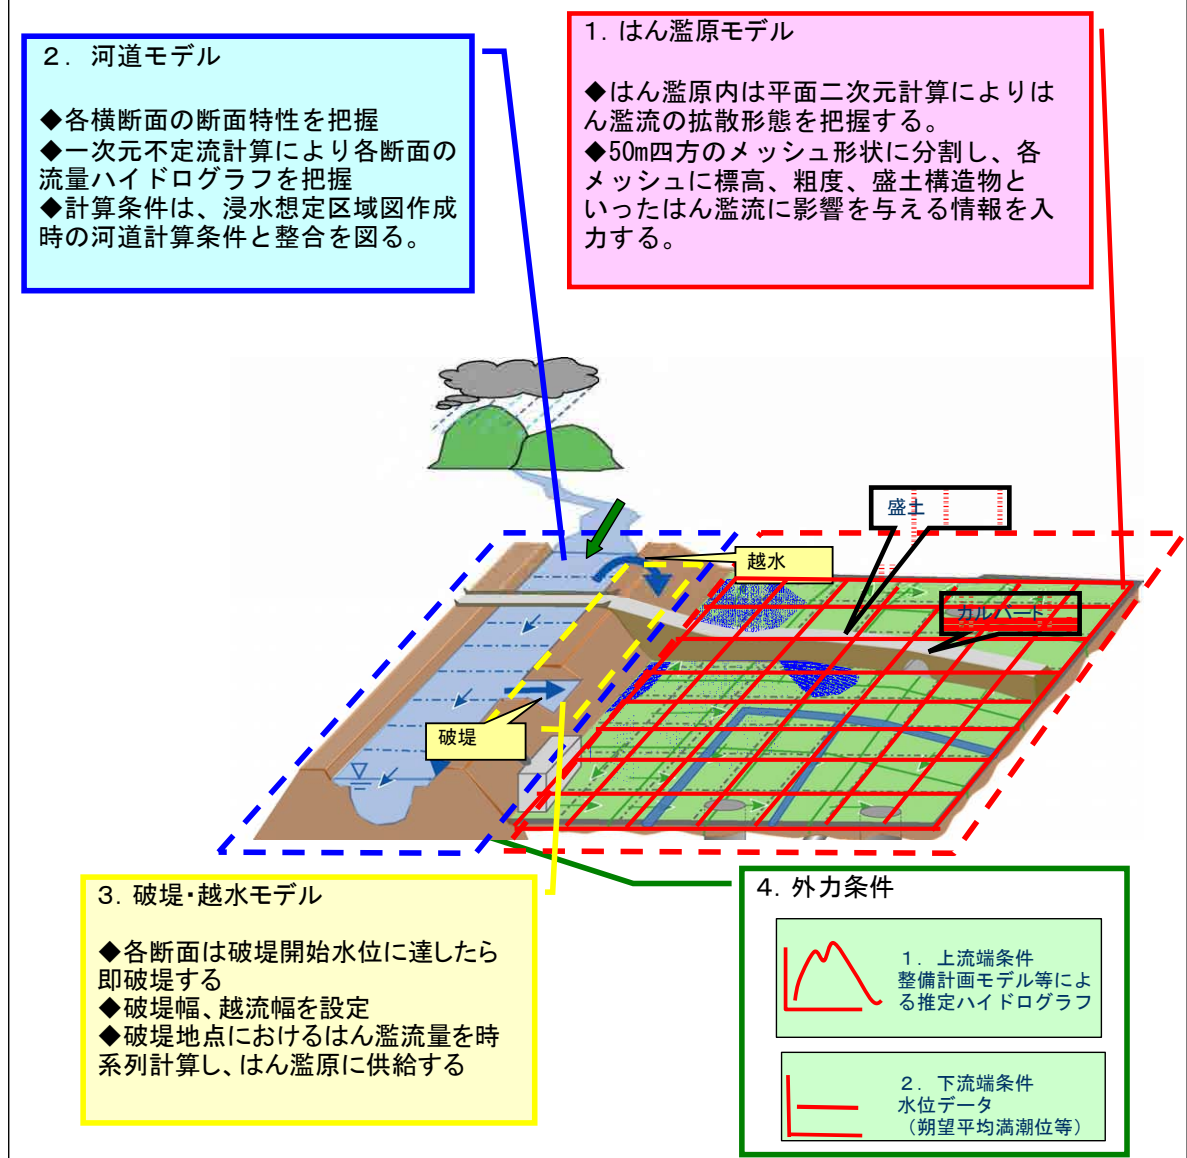 ２．河道モデル
◆各横断面の断面特性を把握
◆一次元不定流計算により各断面の
流量ハイドログラフを把握
◆計算条件は、浸水想定区域図作成
時の河道計算条件と整合を図る。
1. はん濫原モデル
◆はん濫原内は平面二次元計算によりは
ん濫流の拡散形態を把握する。
◆50m四方のメッシュ形状に分割し、各
メッシュに標高、粗度、盛土構造物と
いったはん濫流に影響を与える情報を入
力する。
盛土
越水
カルバート
破堤
3. 破堤・越水モデル
◆各断面は破堤開始水位に達したら
即破堤する
◆破堤幅、越流幅を設定
◆破堤地点におけるはん濫流量を時
系列計算し、はん濫原に供給する
4. 外力条件
１．上流端条件
整備計画モデル等によ
る推定ハイドログラフ
２．下流端条件
水位データ
（朔望平均満潮位等）